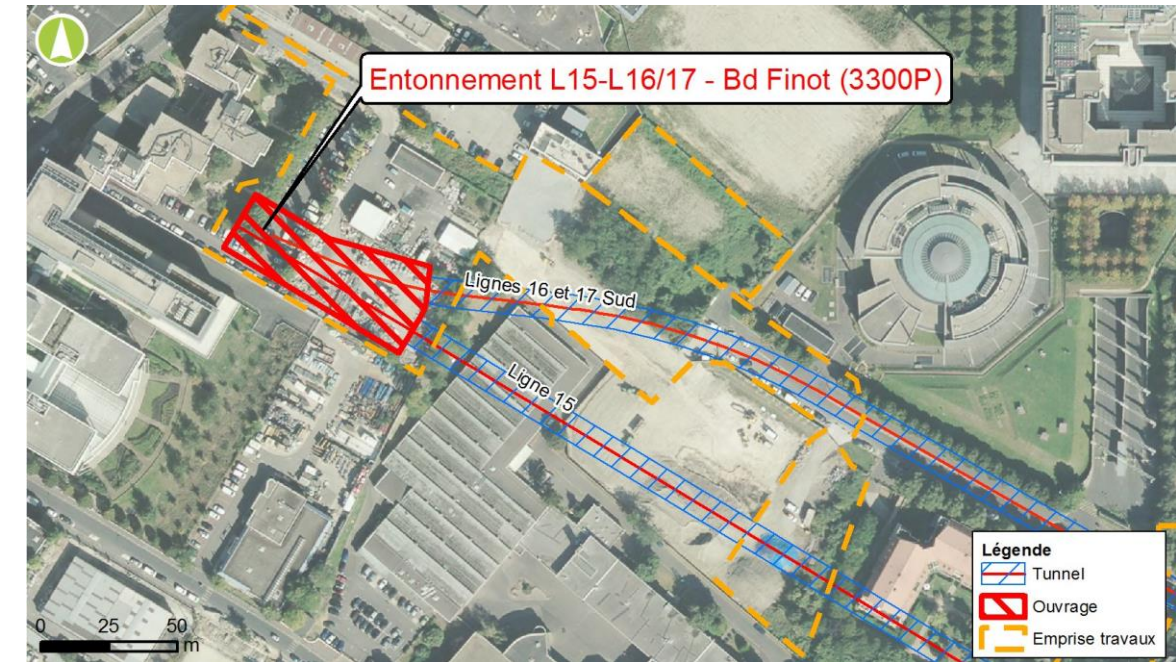 Entonnement L15-L16/17 - Bd Finot (3300P)
Lignes 16 et 17 Sud
Ligne 15
Légende
Tunnel
Ouvrage
Emprise travaux
0 25 50
m